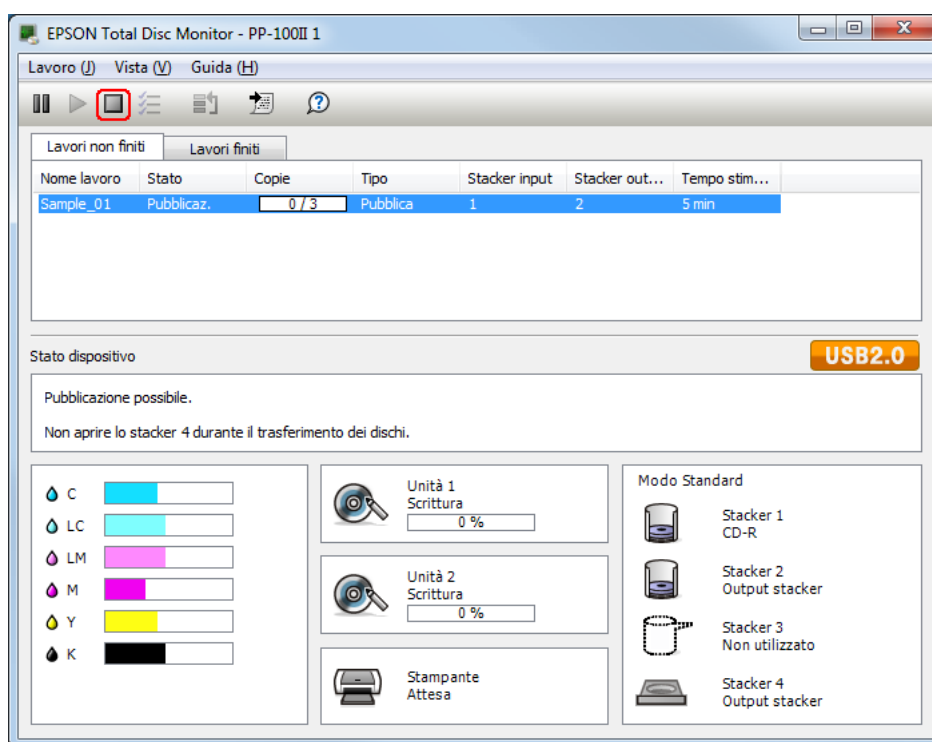 EPSON Total Disc Monitor - PP-100II 1
Lavoro (J) Vista (V) Guida (H)
Lavori non finiti Lavori finiti
Nome lavoro Stato Copie Tipo Stacker input Stacker out... Tempo stim...
Sample_01 Pubblicaz. 0 / 3 Pubblica 1 2 5 min
Stato dispositivo USB2.0
Pubblicazione possibile.
Non aprire lo stacker 4 durante il trasferimento dei dischi.
C
LC
LM
M
Y
K
Unità 1
Scrittura
0 %
Unità 2
Scrittura
0 %
Stampante
Attesa
Modo Standard
Stacker 1
CD-R
Stacker 2
Output stacker
Stacker 3
Non utilizzato
Stacker 4
Output stacker